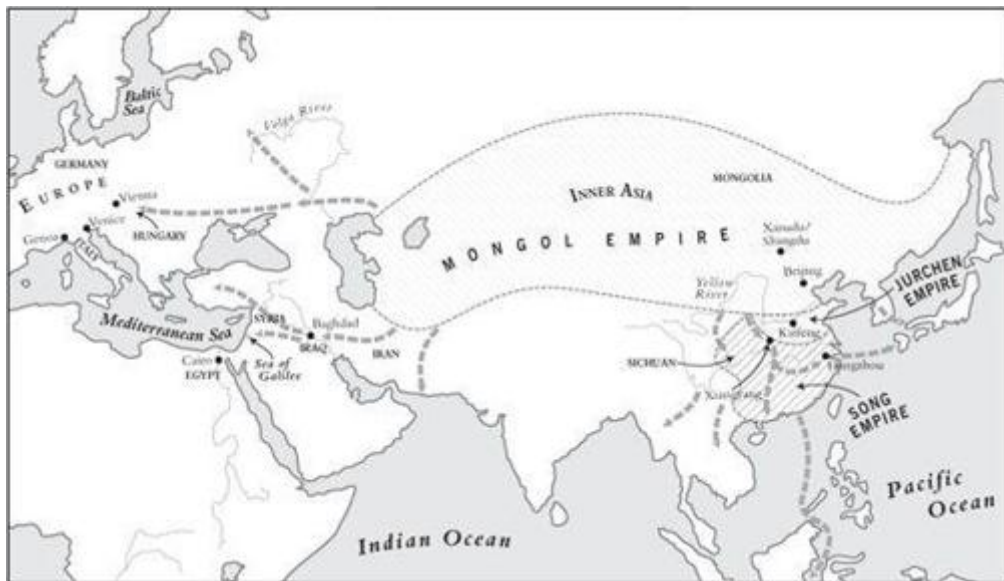 Baltic
Sea
Volga River
GERMANY
EUROPE
Vienna
Venice
Genoa
ITALY
HUNGARY
MONGOLIA
INNER ASIA
MONGOL EMPIRE
Xanadu/
Shangdu
Beijing
Yellow
River
JURCHEN
EMPIRE
Kaifeng
Mediterranean Sea
SYRIA
Baghdad
IRAQ
IRAN
Cairo
EGYPT
Sea of
Galilee
SICHUAN
Xiangyang
Hangzhou
SONG
EMPIRE
Pacific
Ocean
Indian Ocean